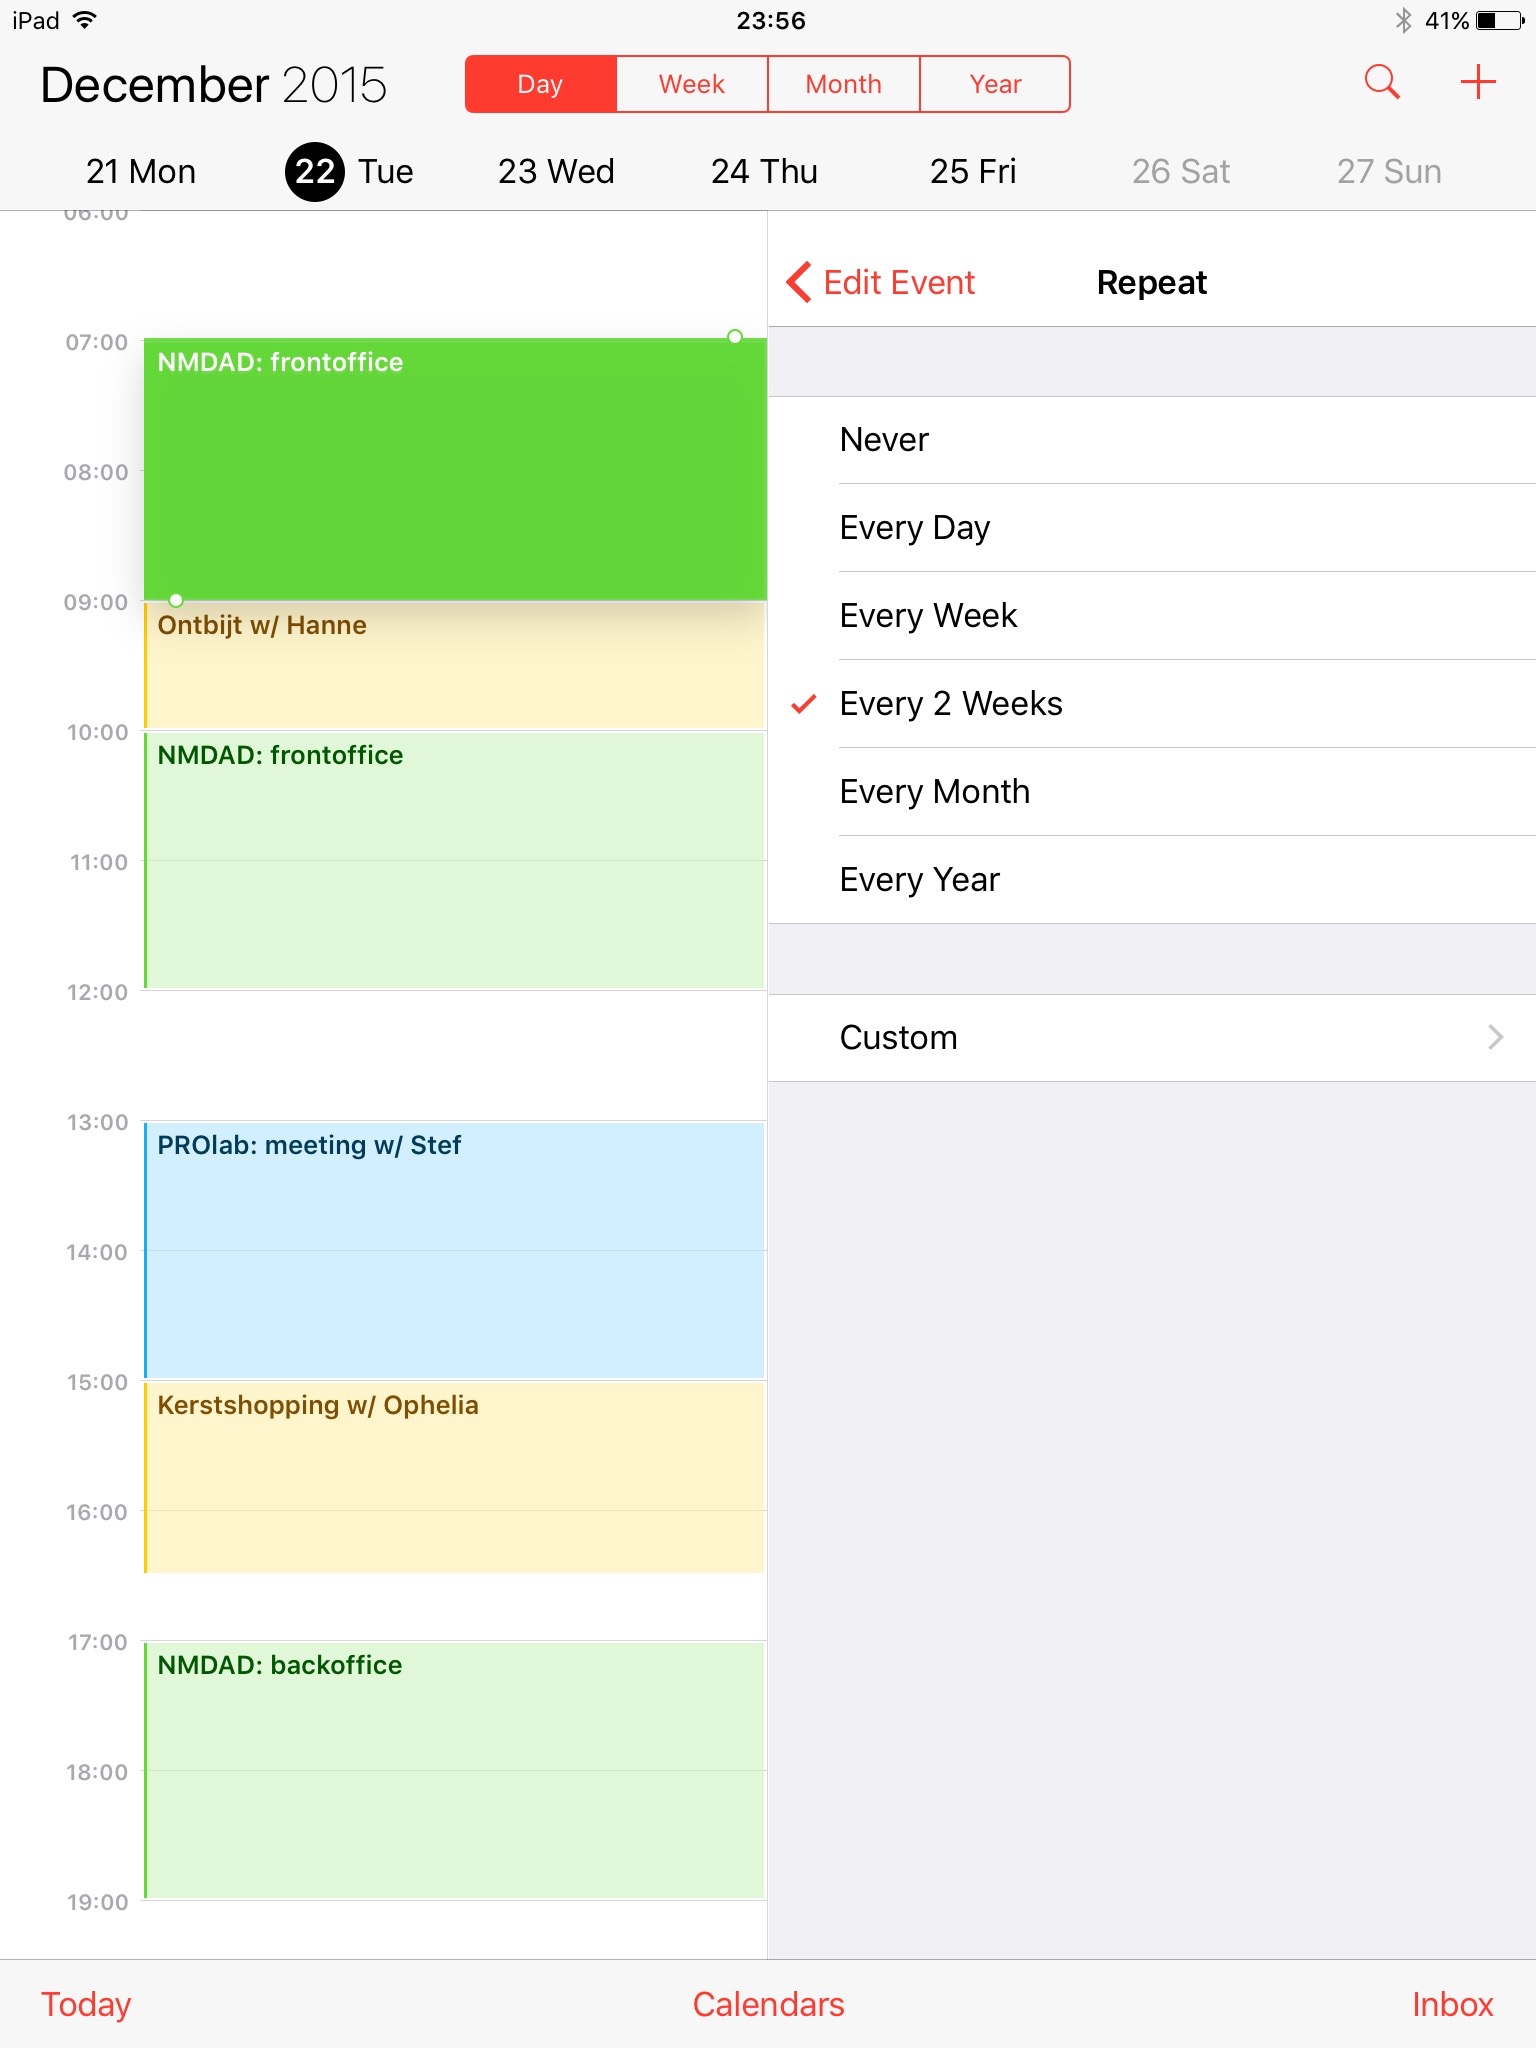 iPad
23:56
41%
December 2015
Day
Week
Month
Year
21 Mon
22 Tue
23 Wed
24 Thu
25 Fri
26 Sat
27 Sun
06:00
07:00
NMDAD: frontoffice
08:00
09:00
Ontbijt w/ Hanne
10:00
NMDAD: frontoffice
11:00
12:00
13:00
PROlab: meeting w/ Stef
14:00
15:00
Kerstshopping w/ Ophelia
16:00
17:00
NMDAD: backoffice
18:00
19:00
Edit Event
Repeat
Never
Every Day
Every Week
Every 2 Weeks
Every Month
Every Year
Custom
Today
Calendars
Inbox